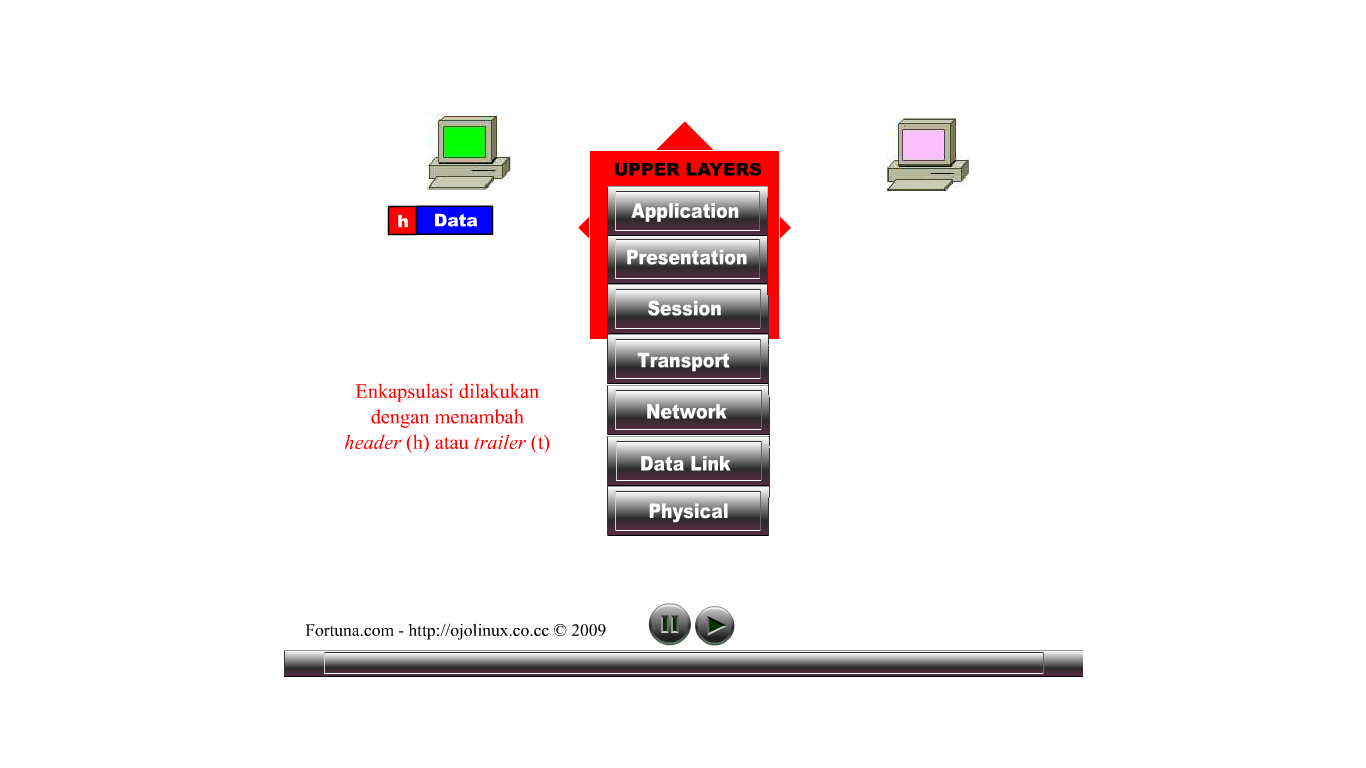 UPPER LAYERS
Application
h Data
Presentation
Session
Transport
Enkapsulasi dilakukan
dengan menambah
header (h) atau trailer (t)
Network
Data Link
Physical
Fortuna.com - http://ojolinux.co.cc © 2009